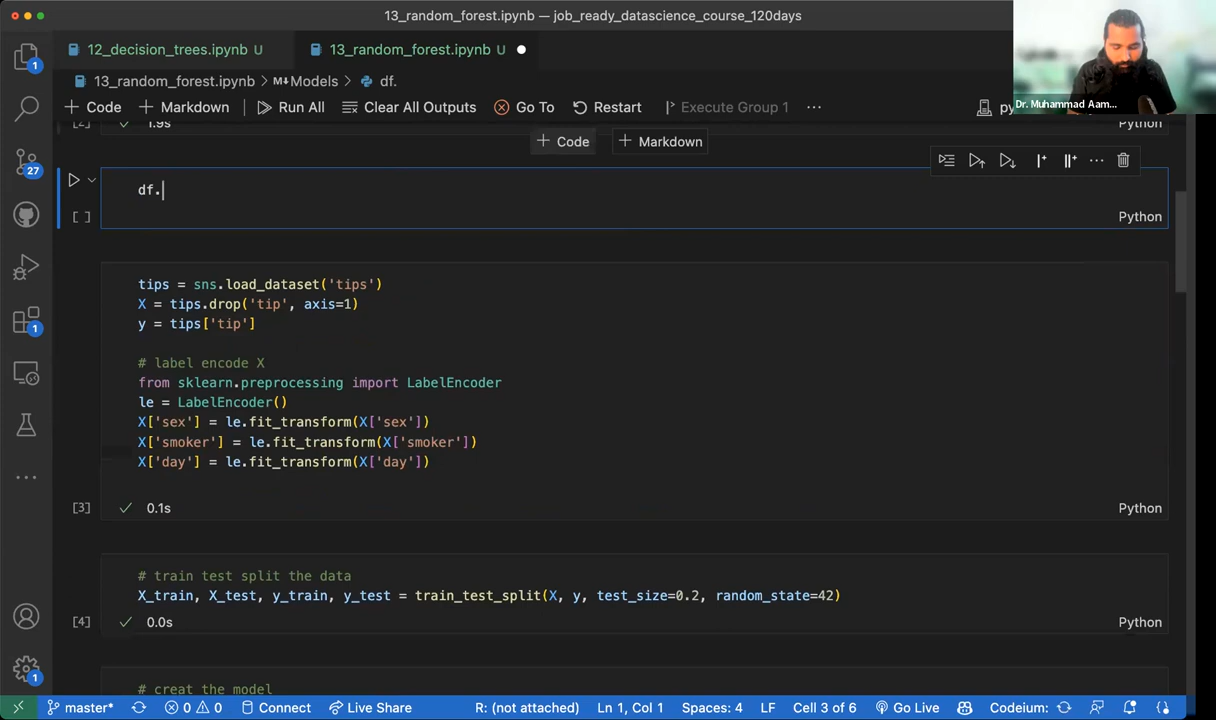 13_random_forest.ipynb — job_ready_datascience_course_120days
12_decision_trees.ipynb U
13_random_forest.ipynb U
13_random_forest.ipynb > M↓Models > df.
+ Code + Markdown Run All Clear All Outputs Go To Restart Execute Group 1 ...
Dr. Muhammad Aam...
[2] 1.9s Python
+ Code + Markdown
df.
[ ] Python
tips = sns.load_dataset('tips')
X = tips.drop('tip', axis=1)
y = tips['tip']
# label encode X
from sklearn.preprocessing import LabelEncoder
le = LabelEncoder()
X['sex'] = le.fit_transform(X['sex'])
X['smoker'] = le.fit_transform(X['smoker'])
X['day'] = le.fit_transform(X['day'])
[3] 0.1s Python
# train test split the data
X_train, X_test, y_train, y_test = train_test_split(X, y, test_size=0.2, random_state=42)
[4] 0.0s Python
# creat the model
1
27
1
1
master* 0 0 Connect Live Share R: (not attached) Ln 1, Col 1 Spaces: 4 LF Cell 3 of 6 Go Live Codeium: